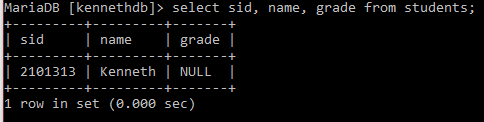 MariaDB [kennethdb]> select sid, name, grade from students;
+---------+---------+-------+
| sid     | name    | grade |
+---------+---------+-------+
| 2101313 | Kenneth | NULL  |
+---------+---------+-------+
1 row in set (0.000 sec)